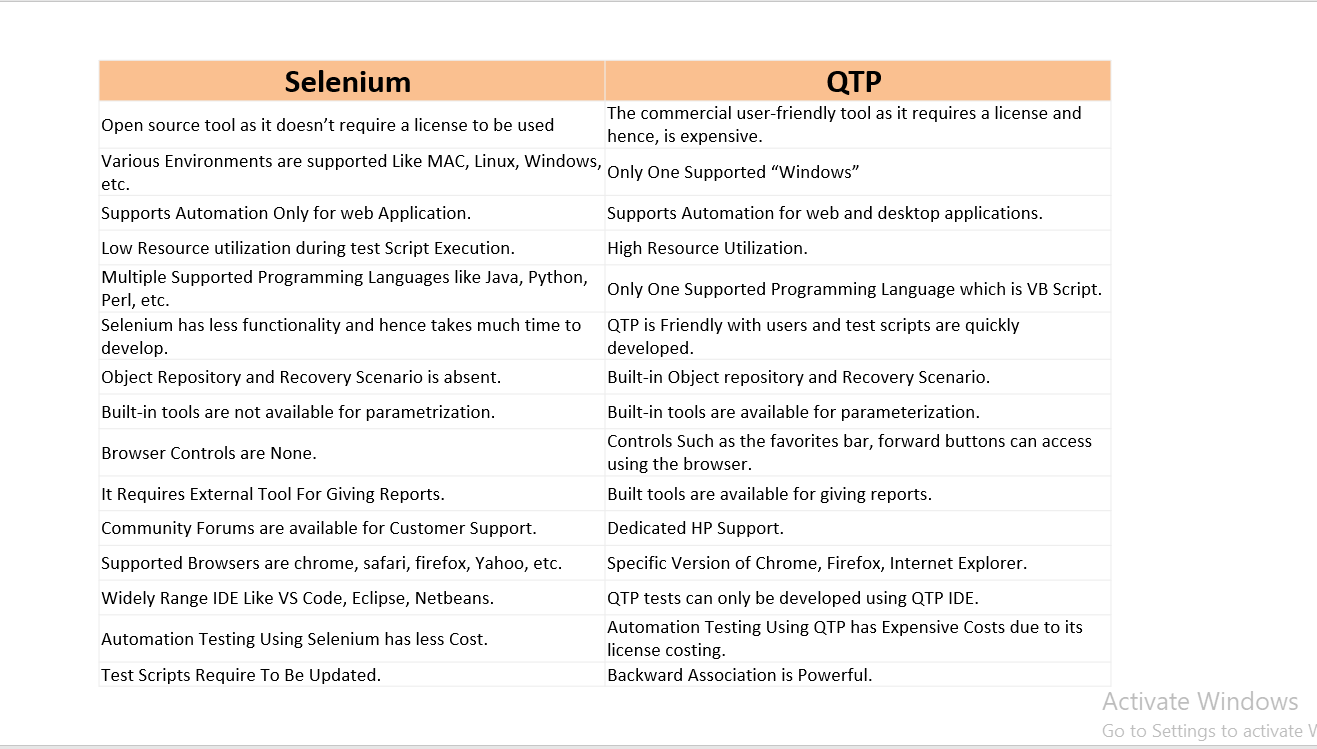 Selenium
QTP
Open source tool as it doesn’t require a license to be used
The commercial user-friendly tool as it requires a license and
hence, is expensive.
Various Environments are supported Like MAC, Linux, Windows,
etc.
Only One Supported “Windows”
Supports Automation Only for web Application.
Supports Automation for web and desktop applications.
Low Resource utilization during test Script Execution.
High Resource Utilization.
Multiple Supported Programming Languages like Java, Python,
Perl, etc.
Only One Supported Programming Language which is VB Script.
Selenium has less functionality and hence takes much time to
develop.
QTP is Friendly with users and test scripts are quickly
developed.
Object Repository and Recovery Scenario is absent.
Built-in Object repository and Recovery Scenario.
Built-in tools are not available for parametrization.
Built-in tools are available for parameterization.
Browser Controls are None.
Controls Such as the favorites bar, forward buttons can access
using the browser.
It Requires External Tool For Giving Reports.
Built tools are available for giving reports.
Community Forums are available for Customer Support.
Dedicated HP Support.
Supported Browsers are chrome, safari, firefox, Yahoo, etc.
Specific Version of Chrome, Firefox, Internet Explorer.
Widely Range IDE Like VS Code, Eclipse, Netbeans.
QTP tests can only be developed using QTP IDE.
Automation Testing Using Selenium has less Cost.
Automation Testing Using QTP has Expensive Costs due to its
license costing.
Test Scripts Require To Be Updated.
Backward Association is Powerful.
Activate Windows
Go to Settings to activate